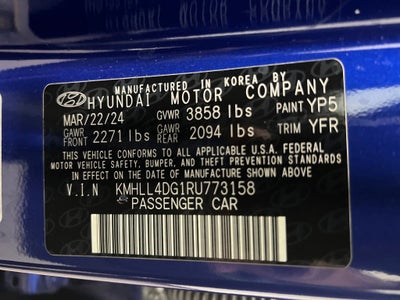 MANUFACTURED IN KOREA BY
HYUNDAI MOTOR COMPANY
MAR/22/24 GVWR 3858 lbs PAINT YP5
GAWR FRONT 2271 lbs GAWR REAR 2094 lbs TRIM YFR
THIS VEHICLE CONFORMS TO ALL APPLICABLE U.S.A. FEDERAL
MOTOR VEHICLE SAFETY, BUMPER, AND THEFT PREVENTION STANDARDS
IN EFFECT ON THE DATE OF MANUFACTURE SHOWN ABOVE.
V.I.N KMHLL4DG1RU773158
PASSENGER CAR